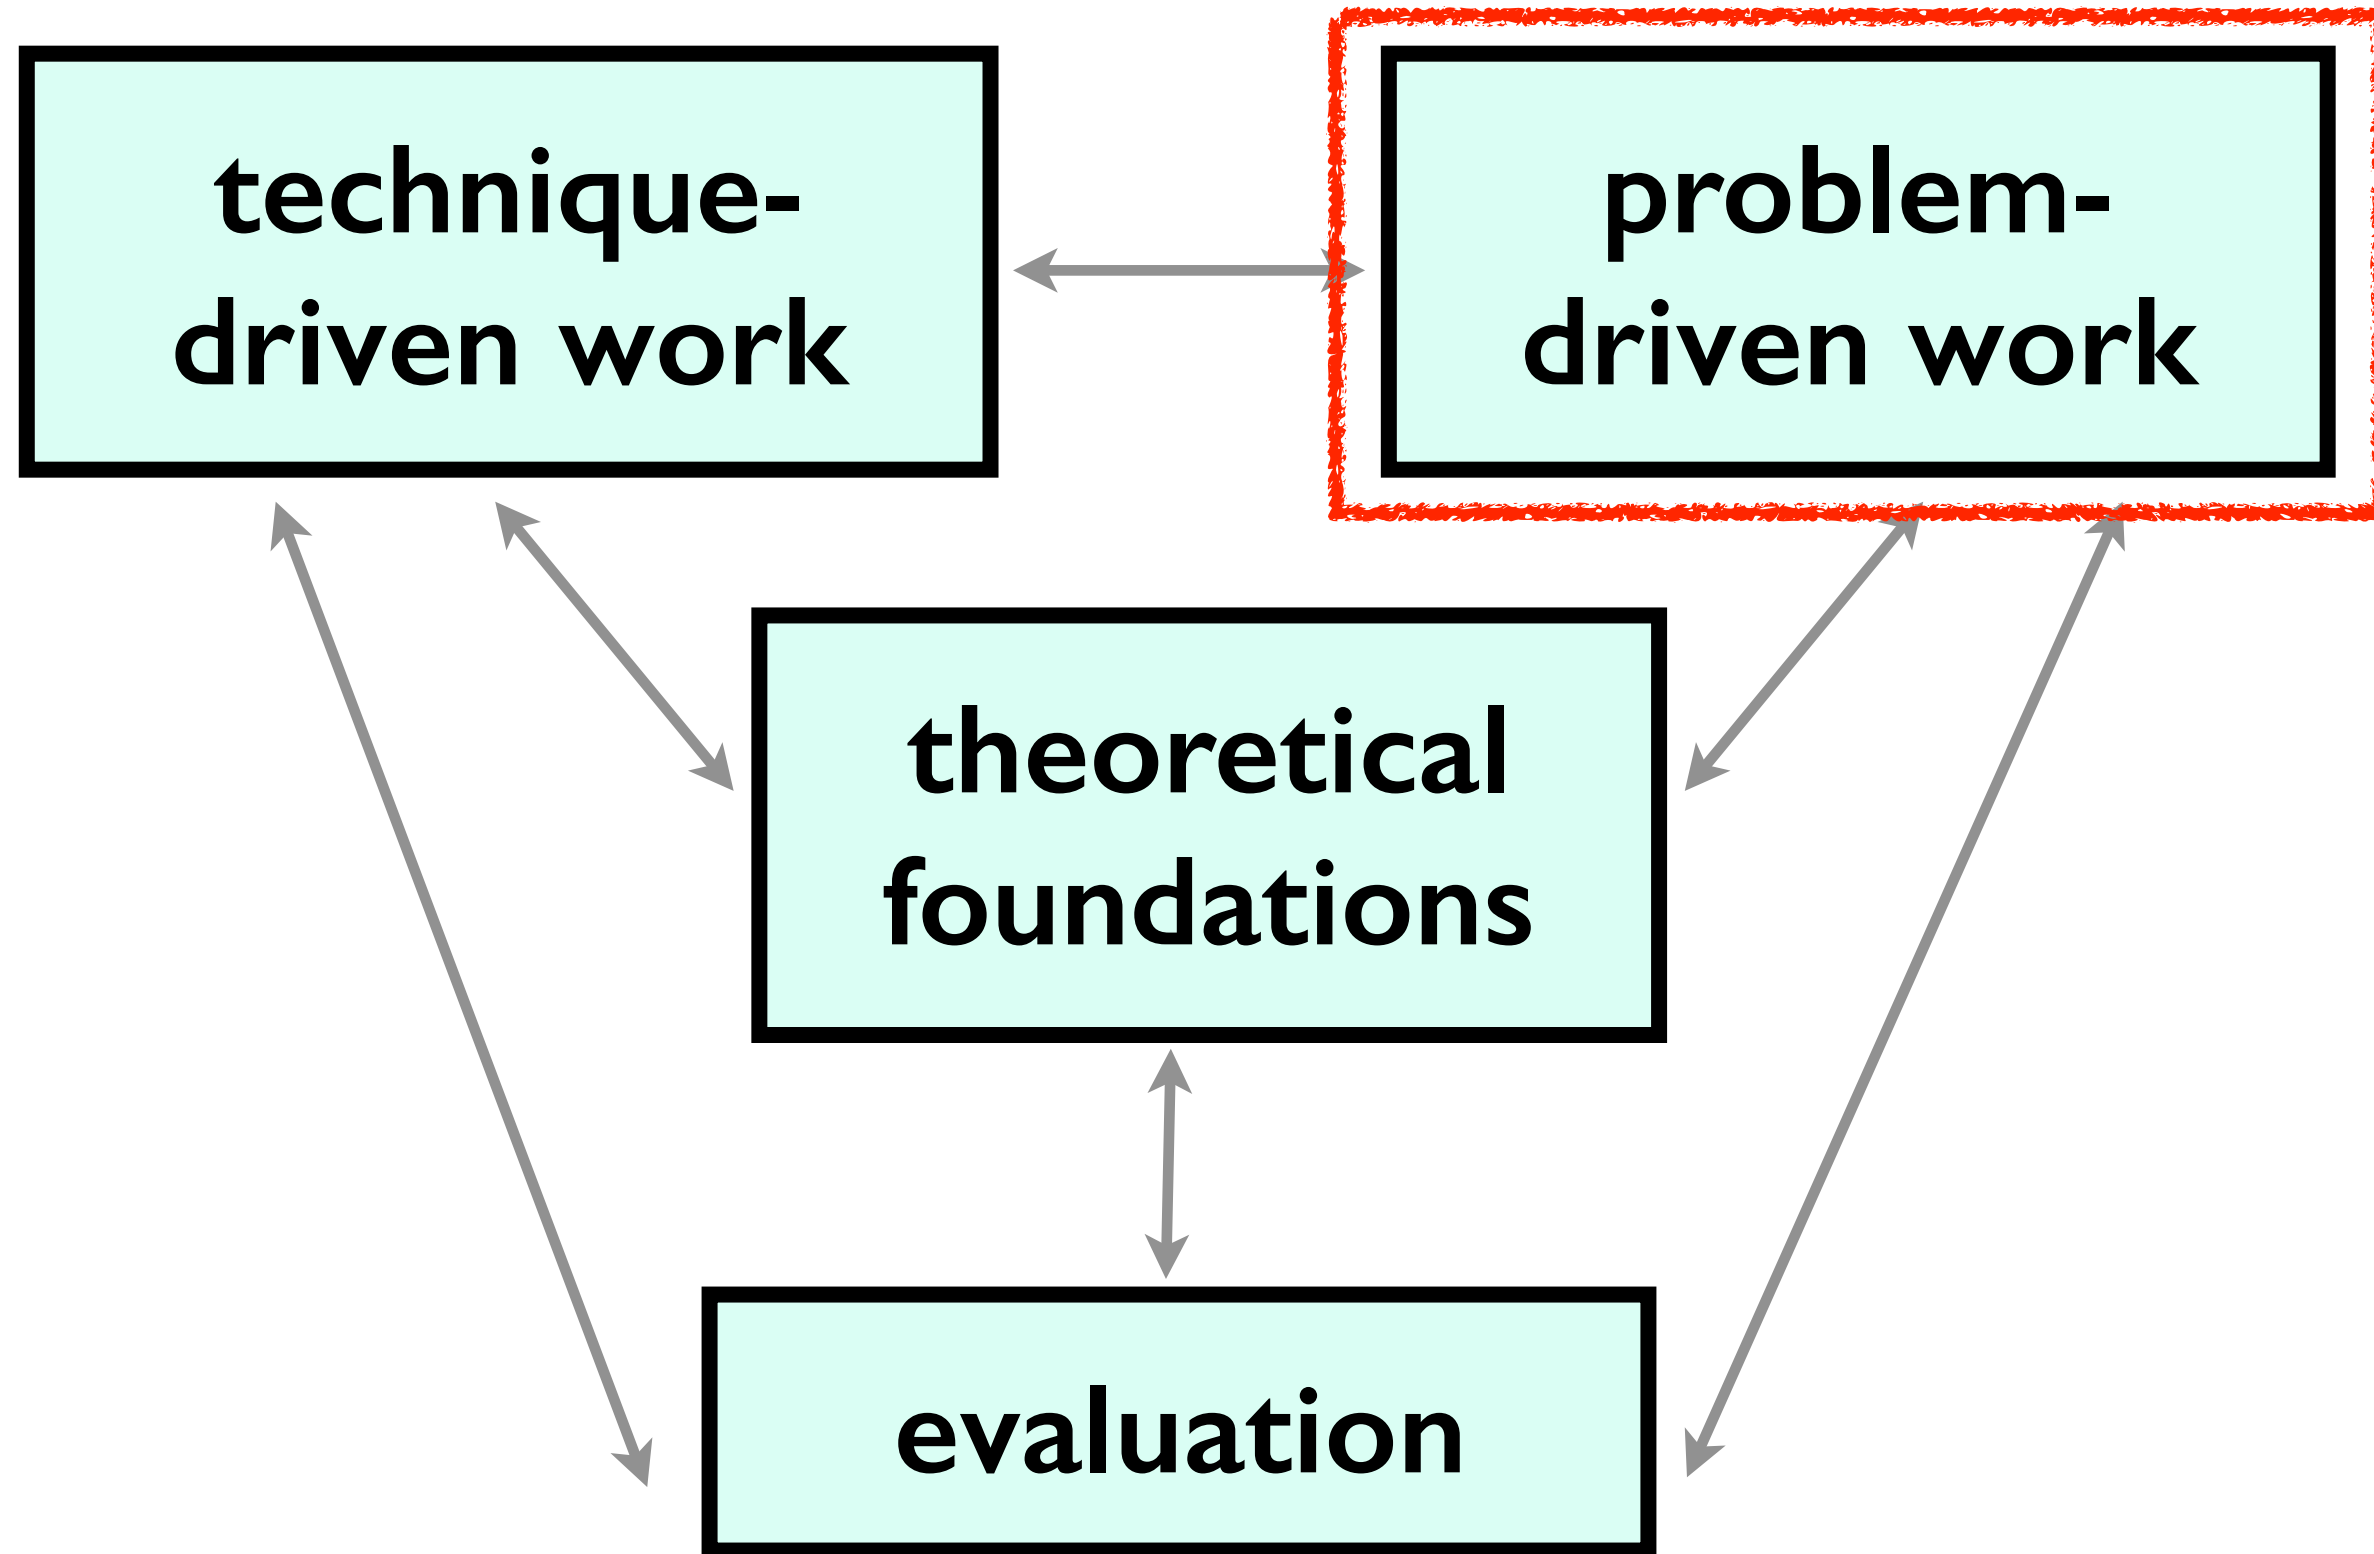 technique-
driven work
problem-
driven work
theoretical
foundations
evaluation